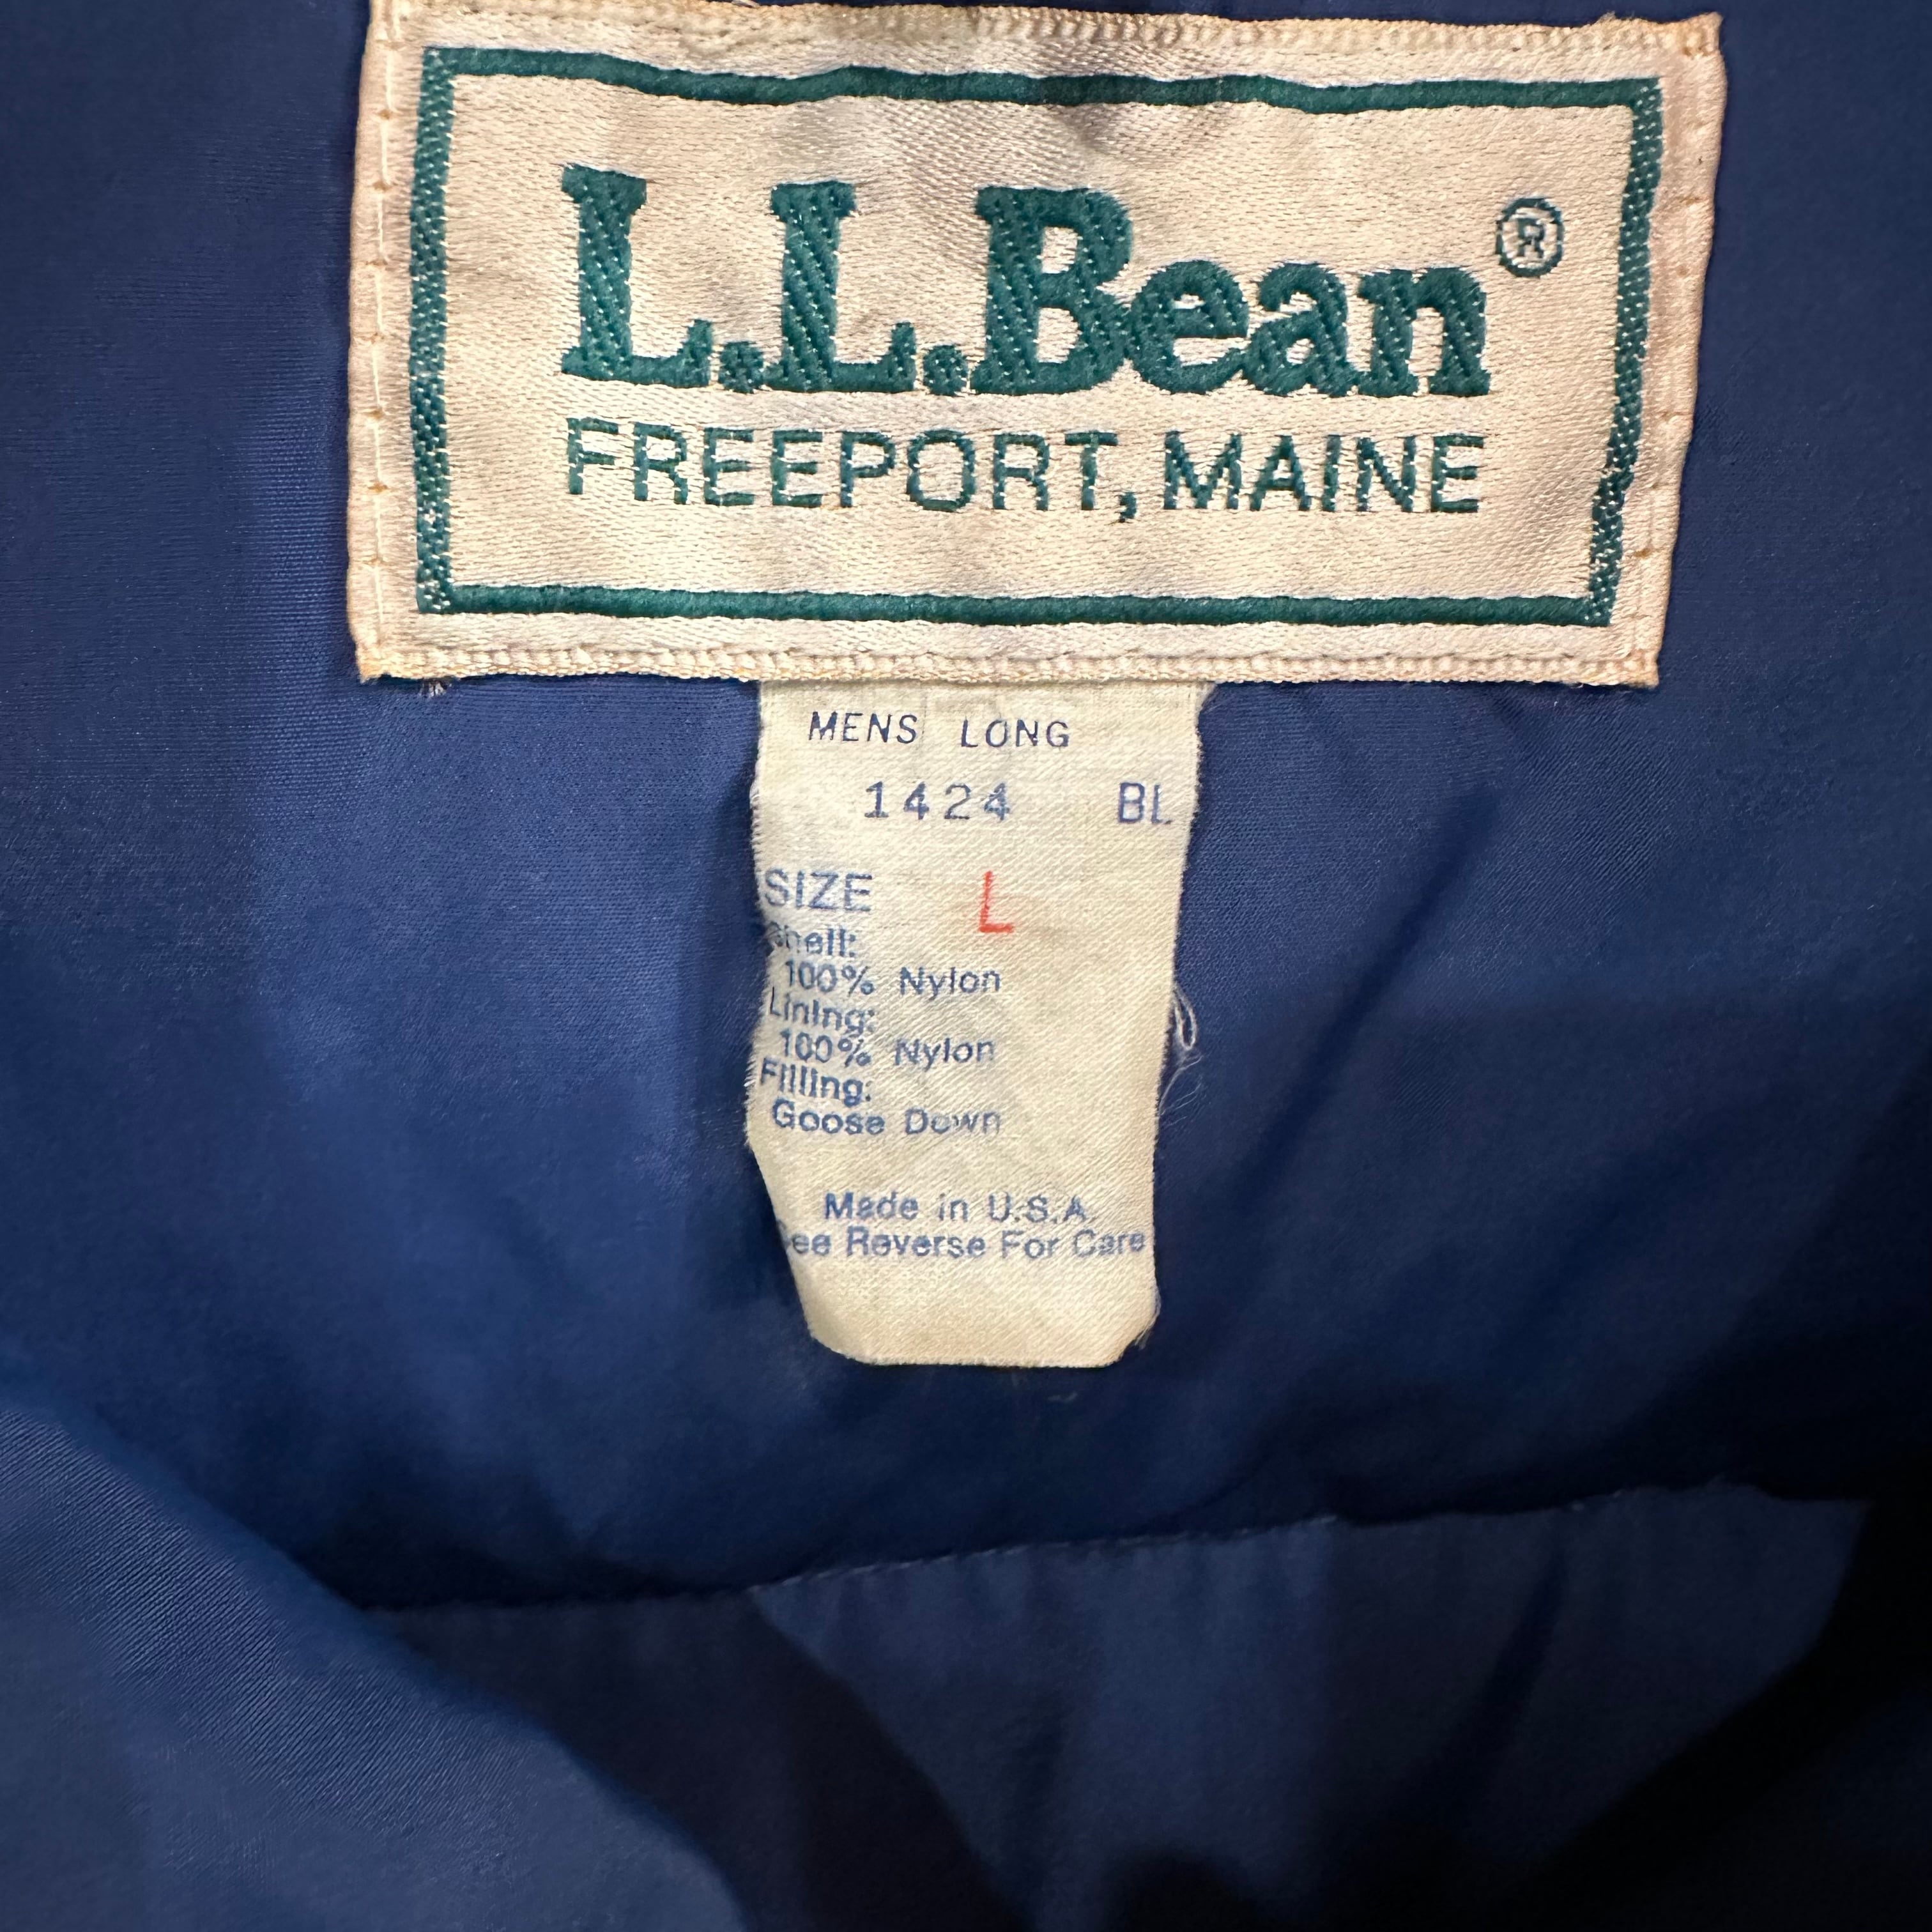 L.L.Bean®
FREEPORT, MAINE
MENS LONG
1424 BL
SIZE L
Shell:
100% Nylon
Lining:
100% Nylon
Filling:
Goose Down
Made in U.S.A.
See Reverse For Care